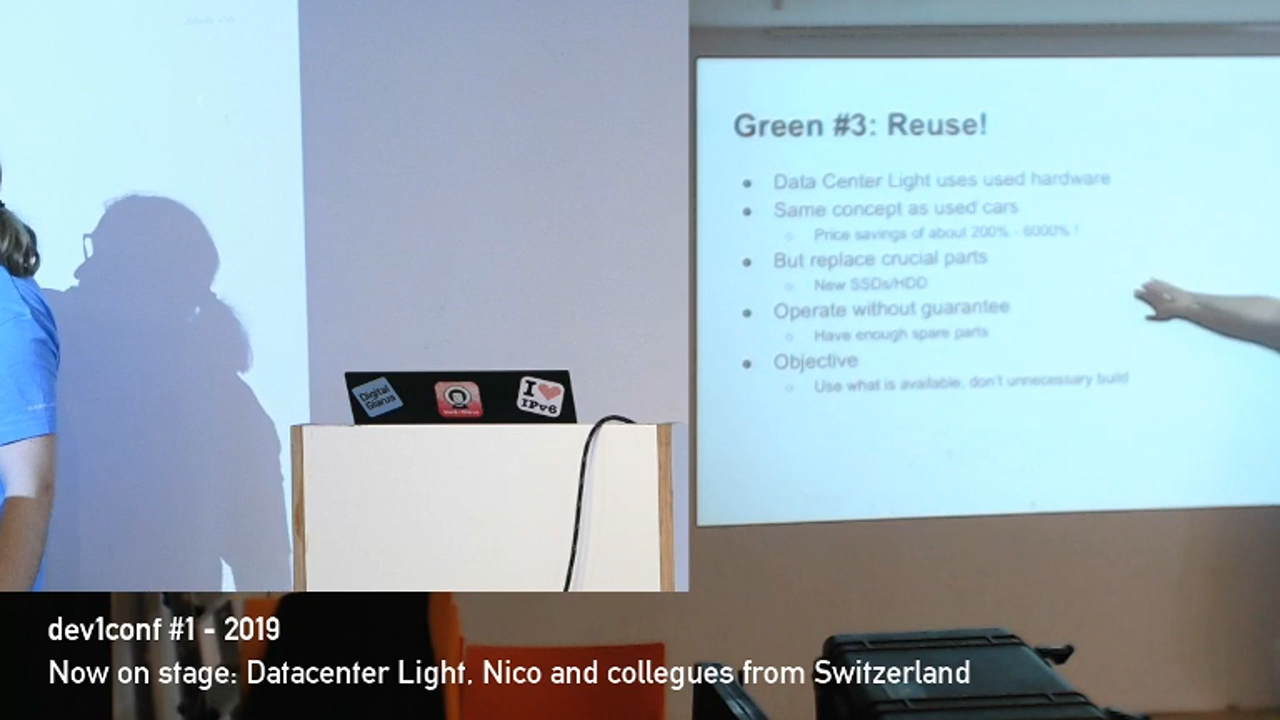 Green #3: Reuse!
Data Center Light uses used hardware
Same concept as used cars
Price savings of about 200% - 6000% !
But replace crucial parts
New SSDs/HDD
Operate without guarantee
Have enough spare parts
Objective
Use what is available, don't unnecessary build
Digital
Glarus
I ❤ IPv6
dev1conf #1 - 2019
Now on stage: Datacenter Light, Nico and collegues from Switzerland